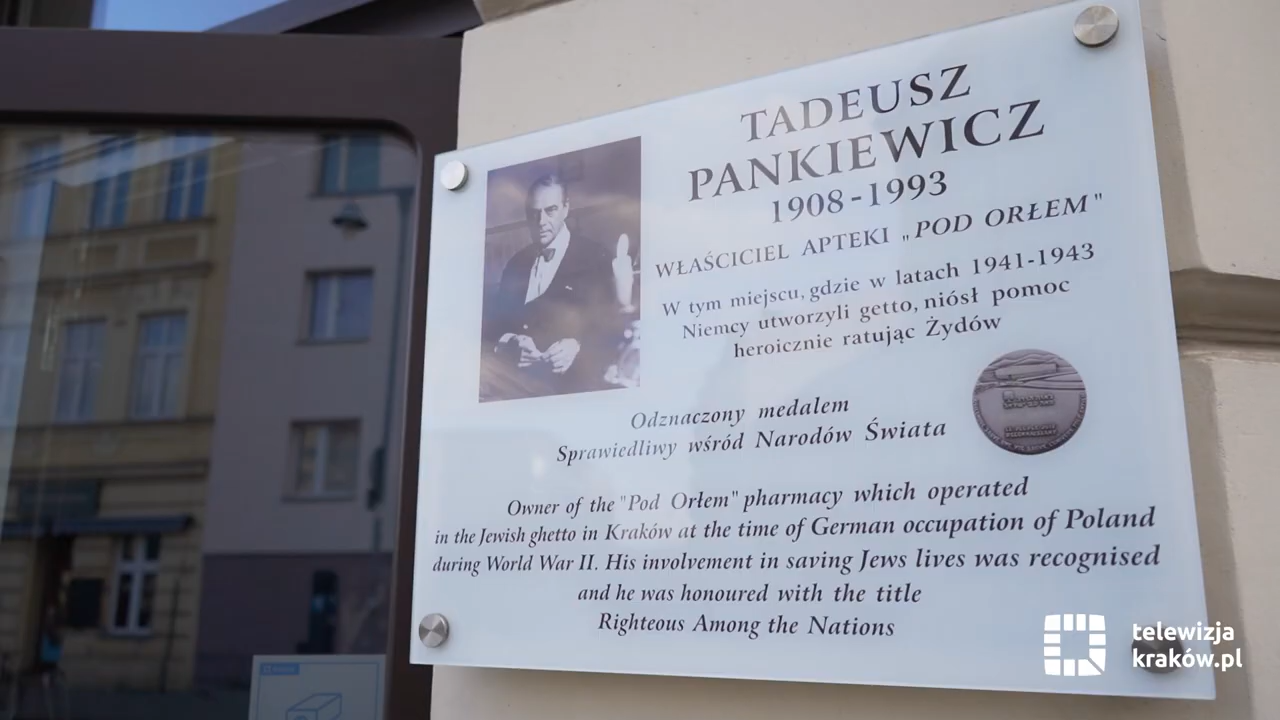 TADEUSZ
PANKIEWICZ
1908-1993
WŁAŚCICIEL APTEKI „POD ORŁEM"
W tym miejscu, gdzie w latach 1941-1943
Niemcy utworzyli getto, niósł pomoc
heroicznie ratując Żydów
Odznaczony medalem
Sprawiedliwy wśród Narodów Świata
Owner of the "Pod Orłem" pharmacy which operated
in the Jewish ghetto in Kraków at the time of German occupation of Poland
during World War II. His involvement in saving Jews lives was recognised
and he was honoured with the title
Righteous Among the Nations
telewizja
kraków.pl